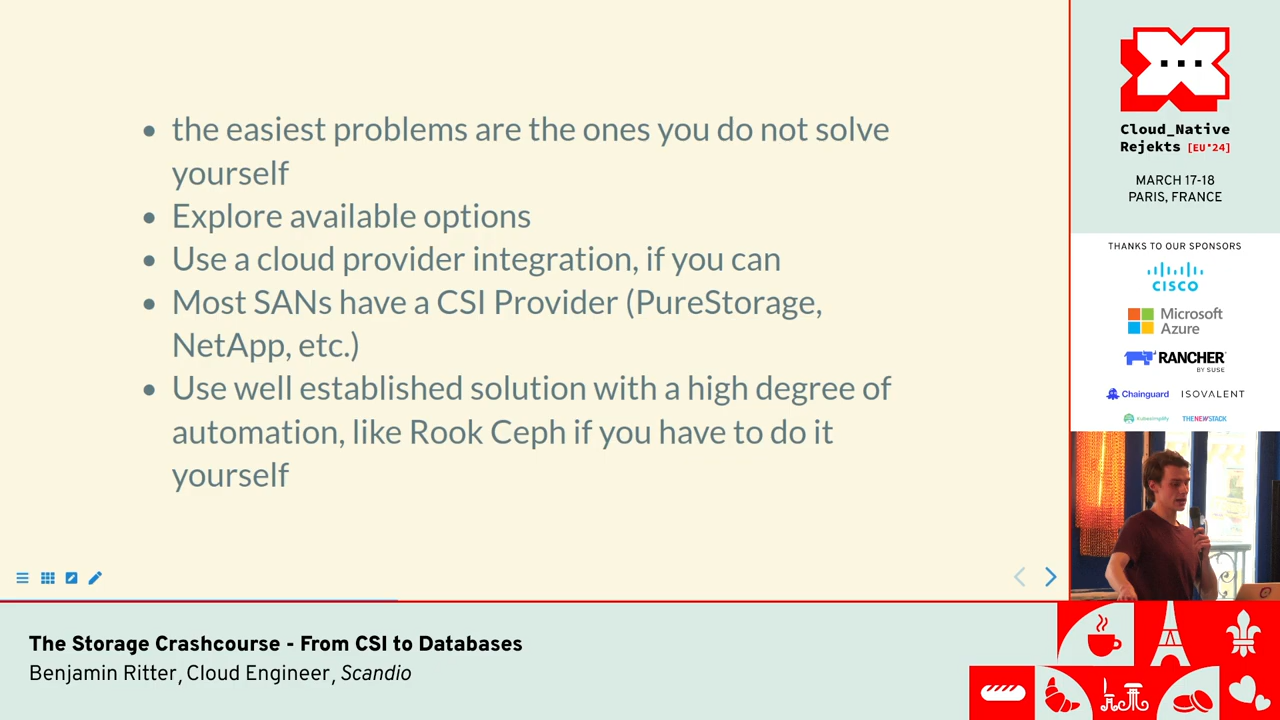 the easiest problems are the ones you do not solve
yourself
Explore available options
Use a cloud provider integration, if you can
Most SANs have a CSI Provider (PureStorage,
NetApp, etc.)
Use well established solution with a high degree of
automation, like Rook Ceph if you have to do it
yourself
Cloud_Native
Rejekts [EU*24]
MARCH 17-18
PARIS, FRANCE
THANKS TO OUR SPONSORS
CISCO
Microsoft
Azure
RANCHER
BY SUSE
Chainguard ISOVALENT
Kubesimplify THENEWSTACK
The Storage Crashcourse - From CSI to Databases
Benjamin Ritter, Cloud Engineer, Scandio